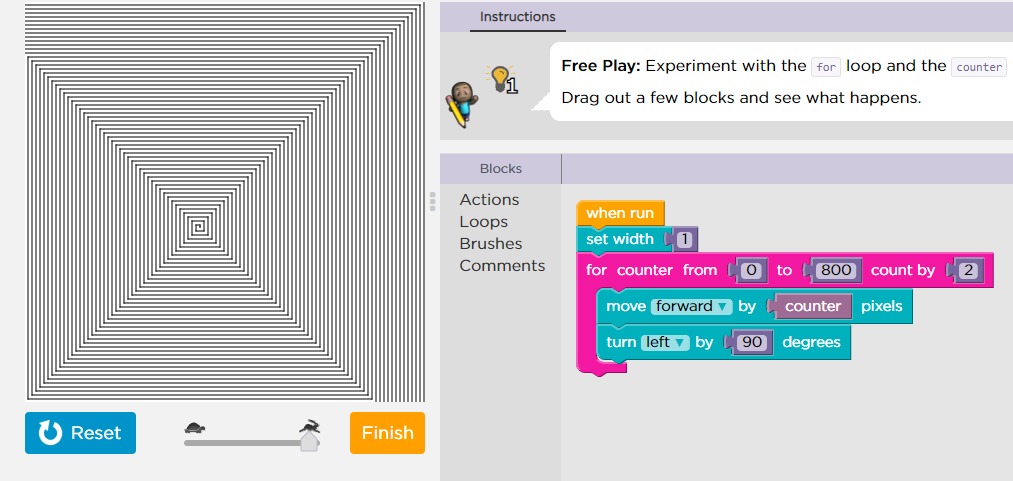 Instructions
1
Free Play: Experiment with the for loop and the counter
Drag out a few blocks and see what happens.
Blocks
Actions
Loops
Brushes
Comments
when run
set width 1
for counter from 0 to 800 count by 2
move forward ▼ by counter pixels
turn left ▼ by 90 degrees
Reset
Finish